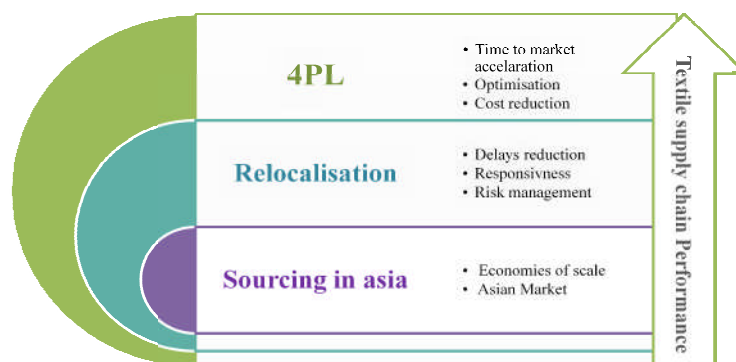 4PL
• Time to market
accelaration
• Optimisation
• Cost reduction
Relocalisation
• Delays reduction
• Responsivness
• Risk management
Sourcing in asia
• Economies of scale
• Asian Market
Textile supply chain Performance